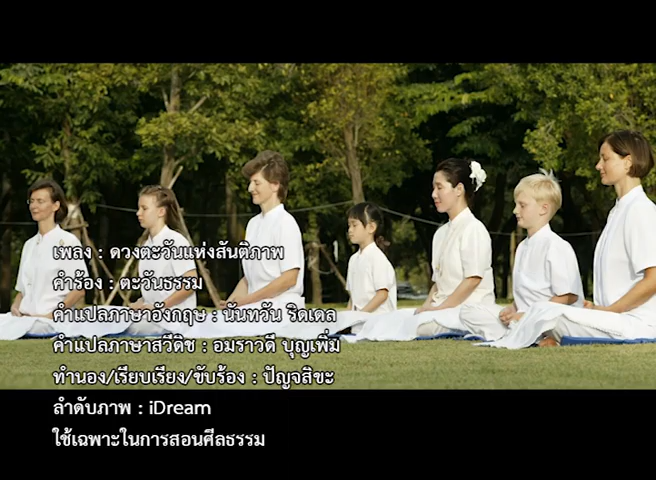 เพลง : ดวงตะวันแห่งสันติภาพ
คำร้อง : ตะวันธรรม
คำแปลภาษาอังกฤษ : นันทวัน ริดเดล
คำแปลภาษาสวีดิช : อมราวดี บุญเพิ่ม
ทำนอง/เรียบเรียง/ขับร้อง : ปัญจสิขะ
ลำดับภาพ : iDream
ใช้เฉพาะในการสอนศีลธรรม